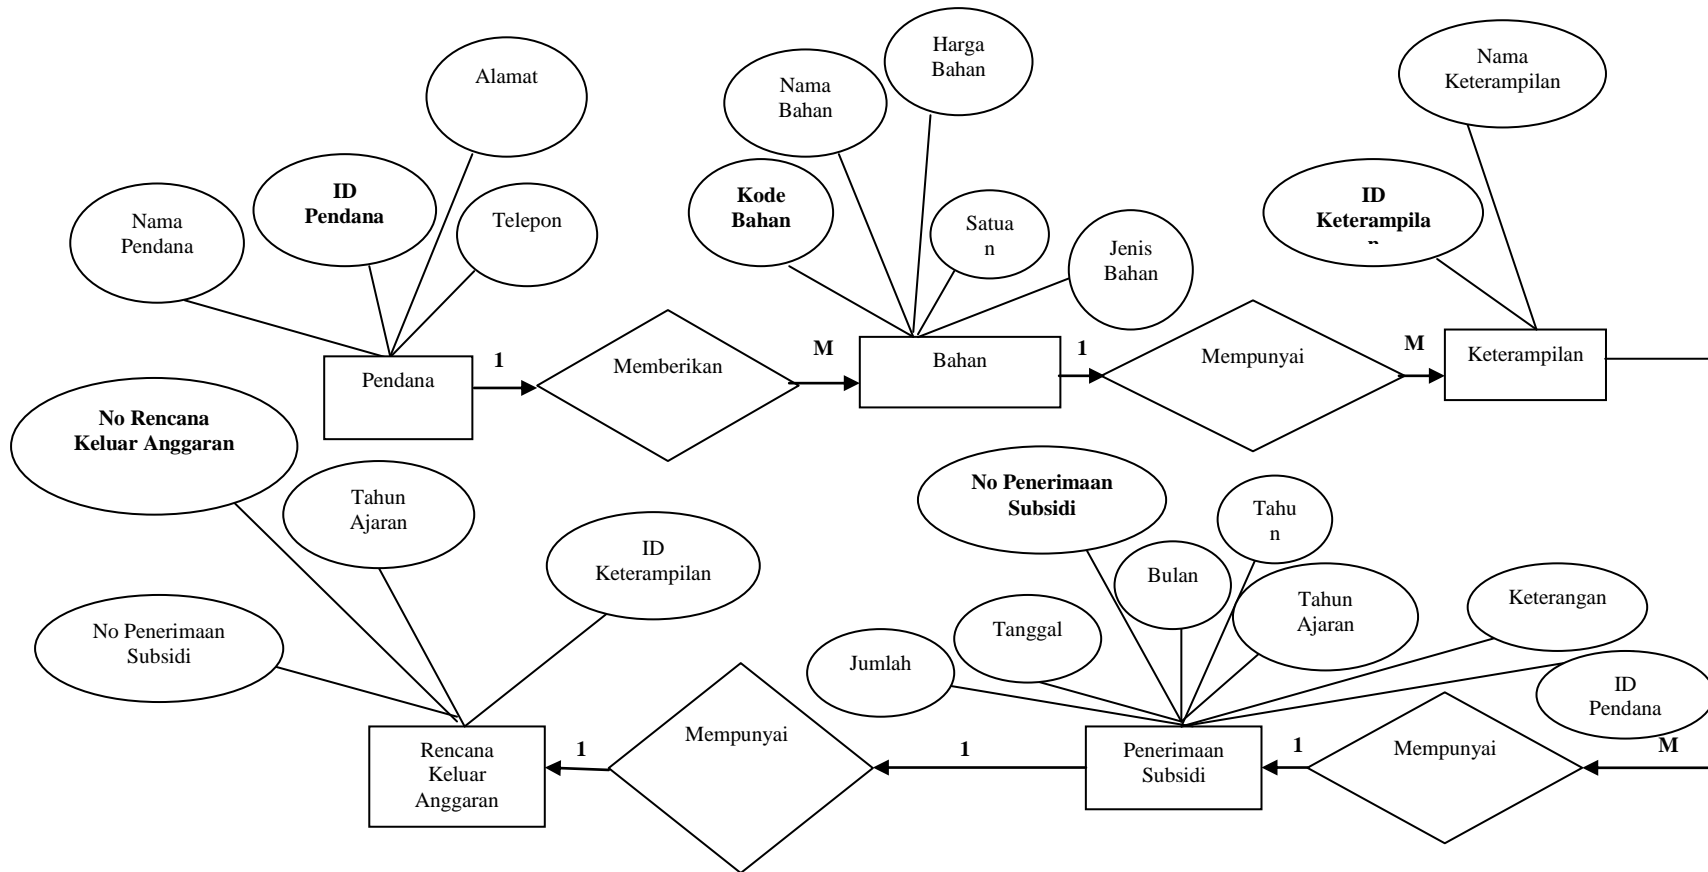 Alamat
Harga
Bahan
Nama
Bahan
Nama
Keterampilan
Nama
Pendana
ID
Pendana
Telepon
Kode
Bahan
Satua
n
Jenis
Bahan
ID
Keterampila
n
Pendana
1
Memberikan
M
Bahan
1
Mempunyai
M
Keterampilan
No Rencana
Keluar Anggaran
Tahun
Ajaran
ID
Keterampilan
No Penerimaan
Subsidi
No Penerimaan
Subsidi
Tahu
n
Bulan
Tahun
Ajaran
Keterangan
Tanggal
Jumlah
ID
Pendana
Rencana
Keluar
Anggaran
1
Mempunyai
1
Penerimaan
Subsidi
1
Mempunyai
M